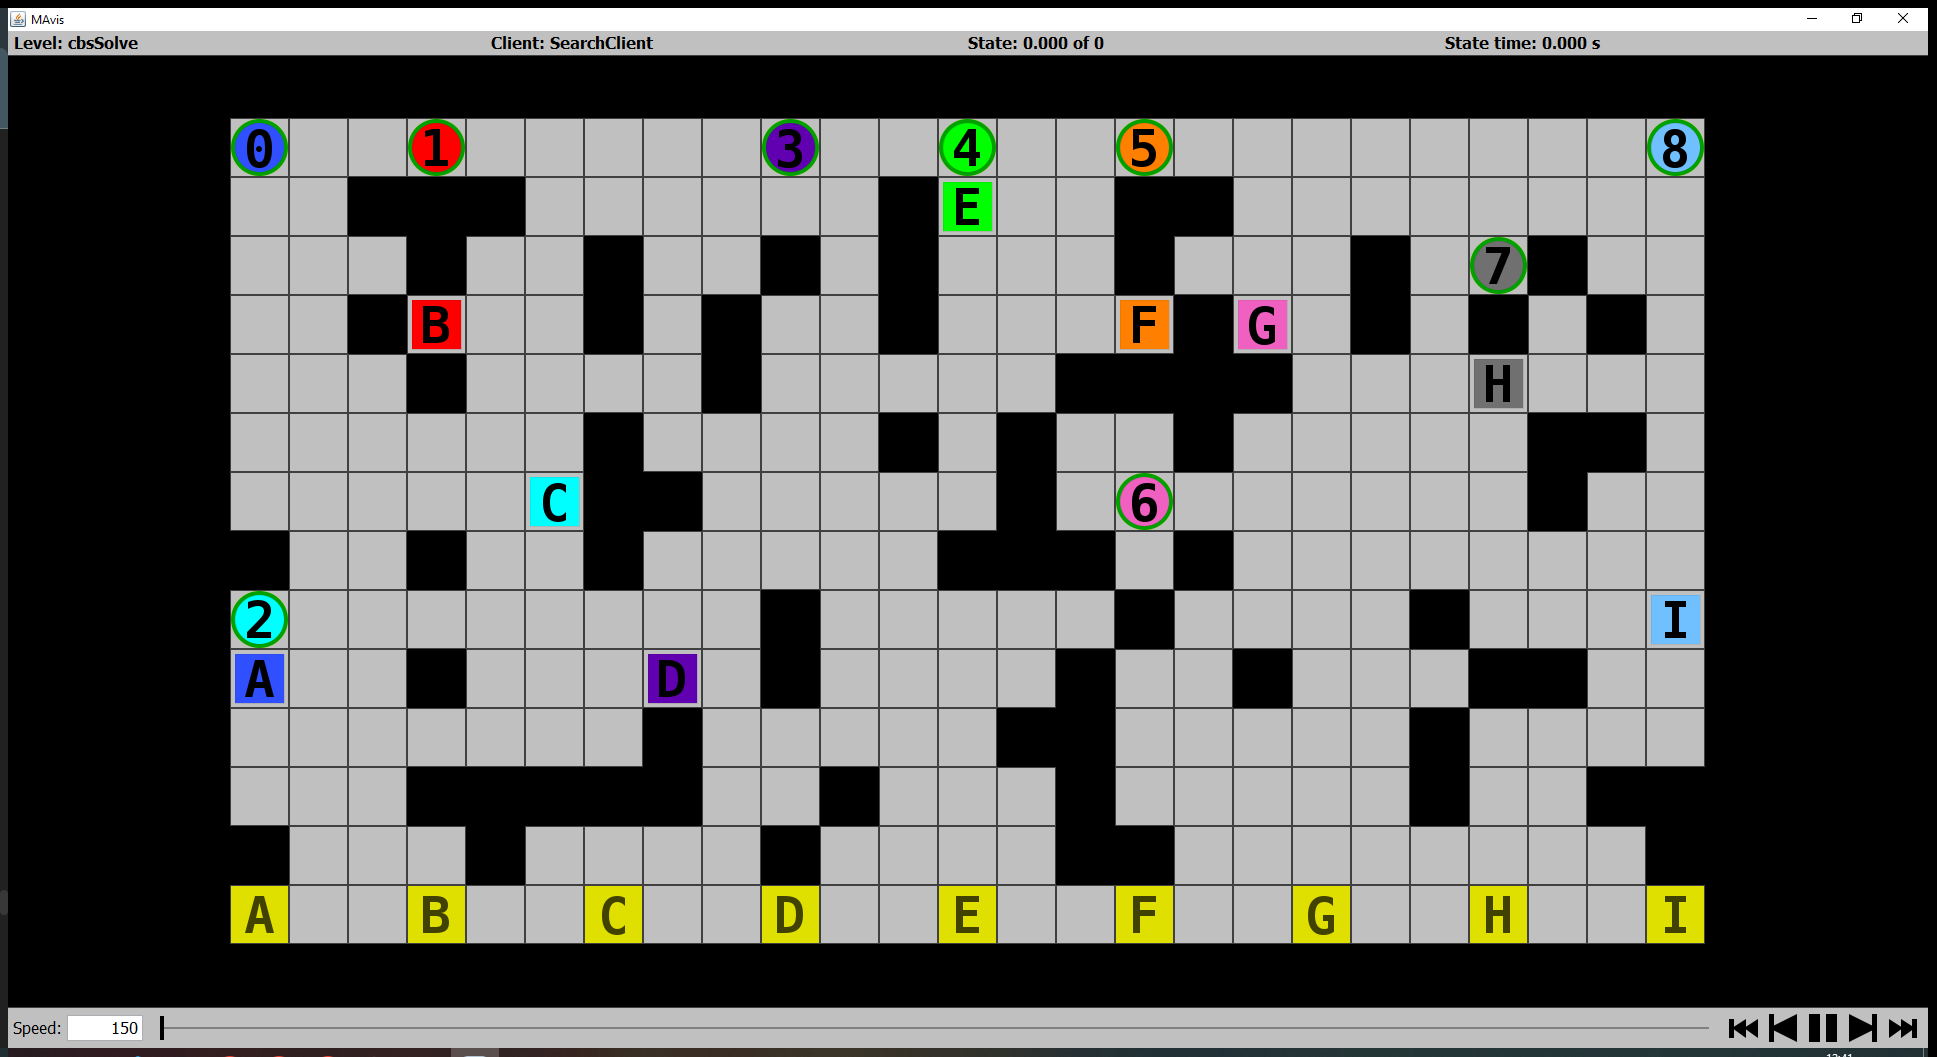 MAvis
Level: cbsSolve Client: SearchClient State: 0.000 of 0 State time: 0.000 s
0 1 3 4 5 8
E
7
B F G
H
C 6
2 I
A D
A B C D E F G H I
Speed: 150